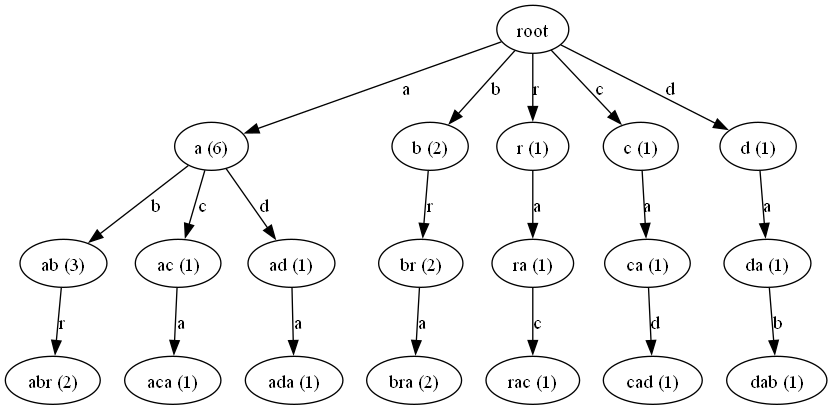 root
a b r c d
a (6) b (2) r (1) c (1) d (1)
b c d r a a a
ab (3) ac (1) ad (1) br (2) ra (1) ca (1) da (1)
r a a a c d b
abr (2) aca (1) ada (1) bra (2) rac (1) cad (1) dab (1)